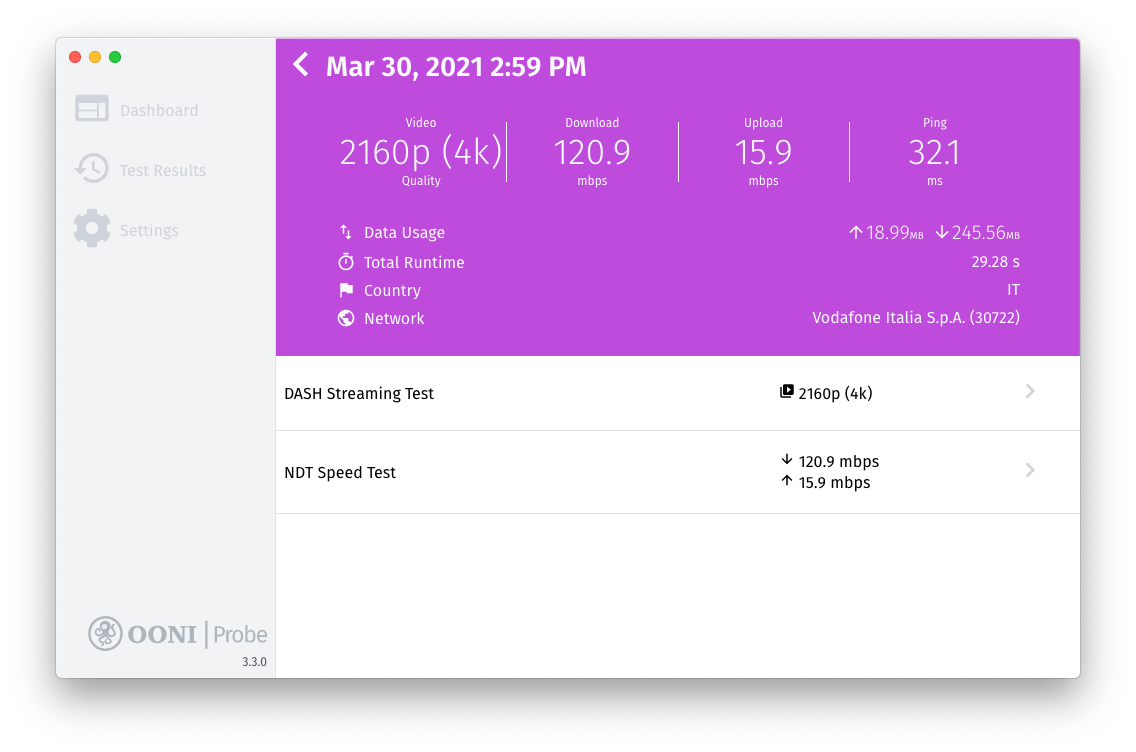 Mar 30, 2021 2:59 PM
Dashboard
Test Results
Settings
Video
2160p (4k)
Quality
Download
120.9
mbps
Upload
15.9
mbps
Ping
32.1
ms
Data Usage
18.99MB 245.56MB
Total Runtime
29.28 s
Country
IT
Network
Vodafone Italia S.p.A. (30722)
DASH Streaming Test
2160p (4k)
NDT Speed Test
120.9 mbps
15.9 mbps
OONI Probe
3.3.0